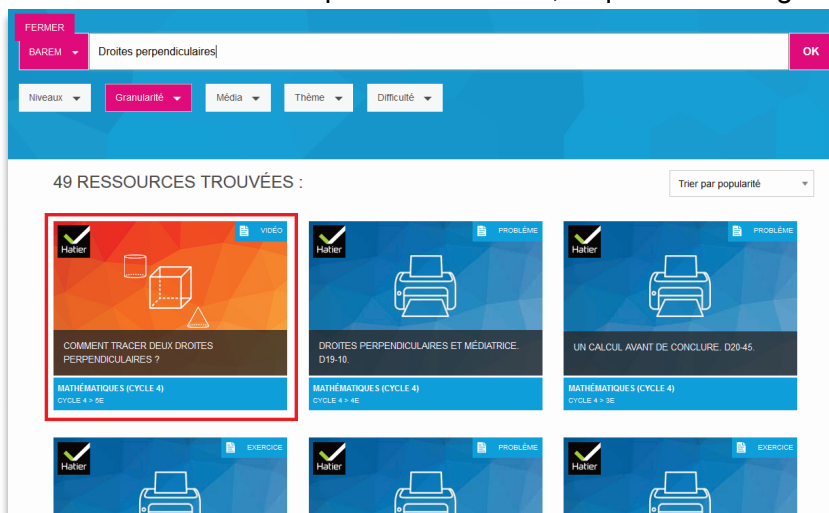 FERMER
BAREM
Droites perpendiculaires
OK
Niveaux
Granularité
Média
Thème
Difficulté
49 RESSOURCES TROUVÉES :
Trier par popularité
Hatier
VIDÉO
COMMENT TRACER DEUX DROITES
PERPENDICULAIRES ?
MATHÉMATIQUES (CYCLE 4)
CYCLE 4 > 5E
Hatier
PROBLÈME
DROITES PERPENDICULAIRES ET MÉDIATRICE.
D19-10.
MATHÉMATIQUES (CYCLE 4)
CYCLE 4 > 4E
Hatier
PROBLÈME
UN CALCUL AVANT DE CONCLURE. D20-45.
MATHÉMATIQUES (CYCLE 4)
CYCLE 4 > 3E
Hatier
EXERCICE
Hatier
PROBLÈME
Hatier
EXERCICE